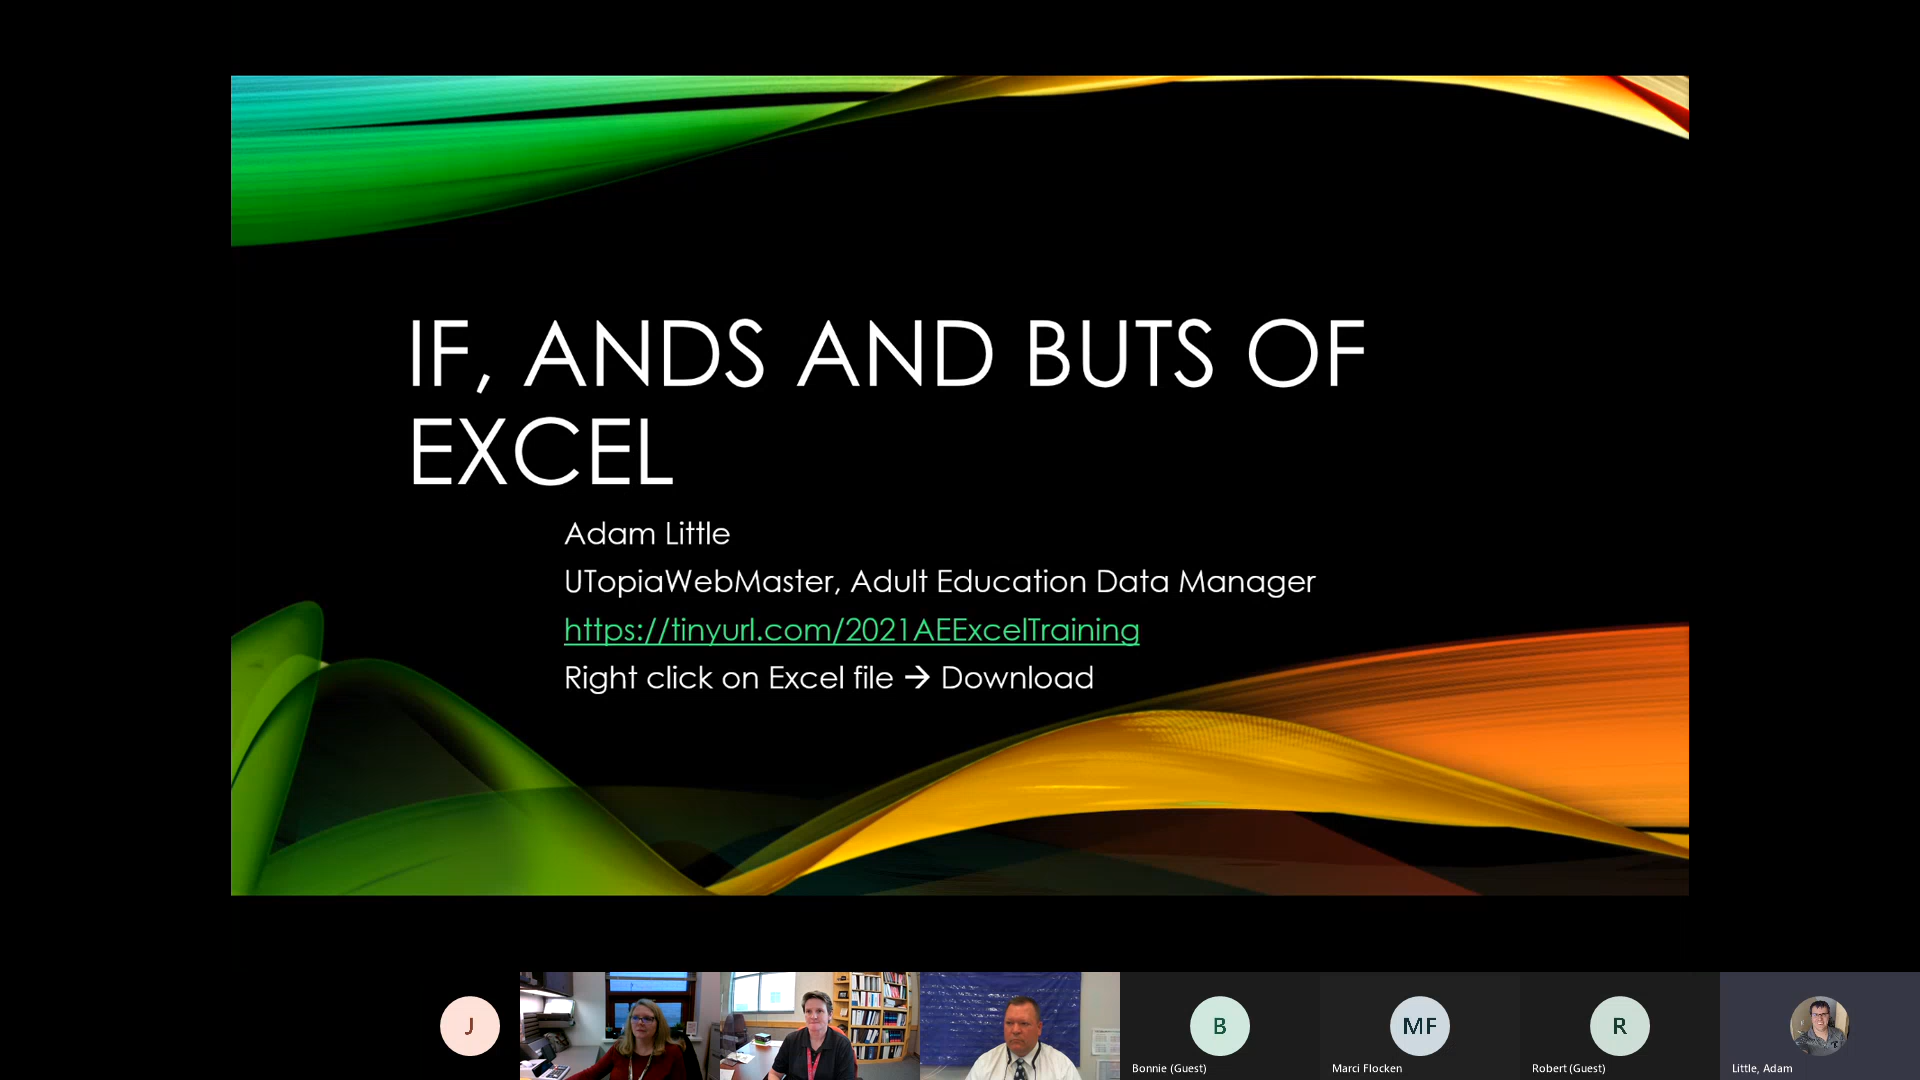 IF, ANDS AND BUTS OF
EXCEL
Adam Little
UTopiaWebMaster, Adult Education Data Manager
https://tinyurl.com/2021AEExcelTraining
Right click on Excel file → Download
J
B
MF
R
Bonnie (Guest)
Marci Flocken
Robert (Guest)
Little, Adam